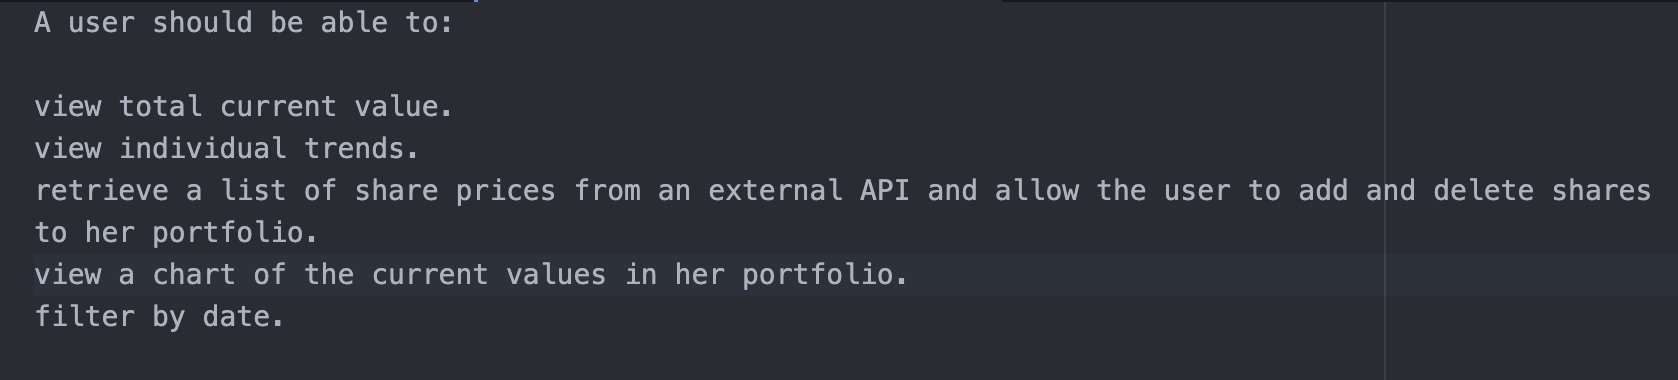 A user should be able to:
view total current value.
view individual trends.
retrieve a list of share prices from an external API and allow the user to add and delete shares
to her portfolio.
view a chart of the current values in her portfolio.
filter by date.